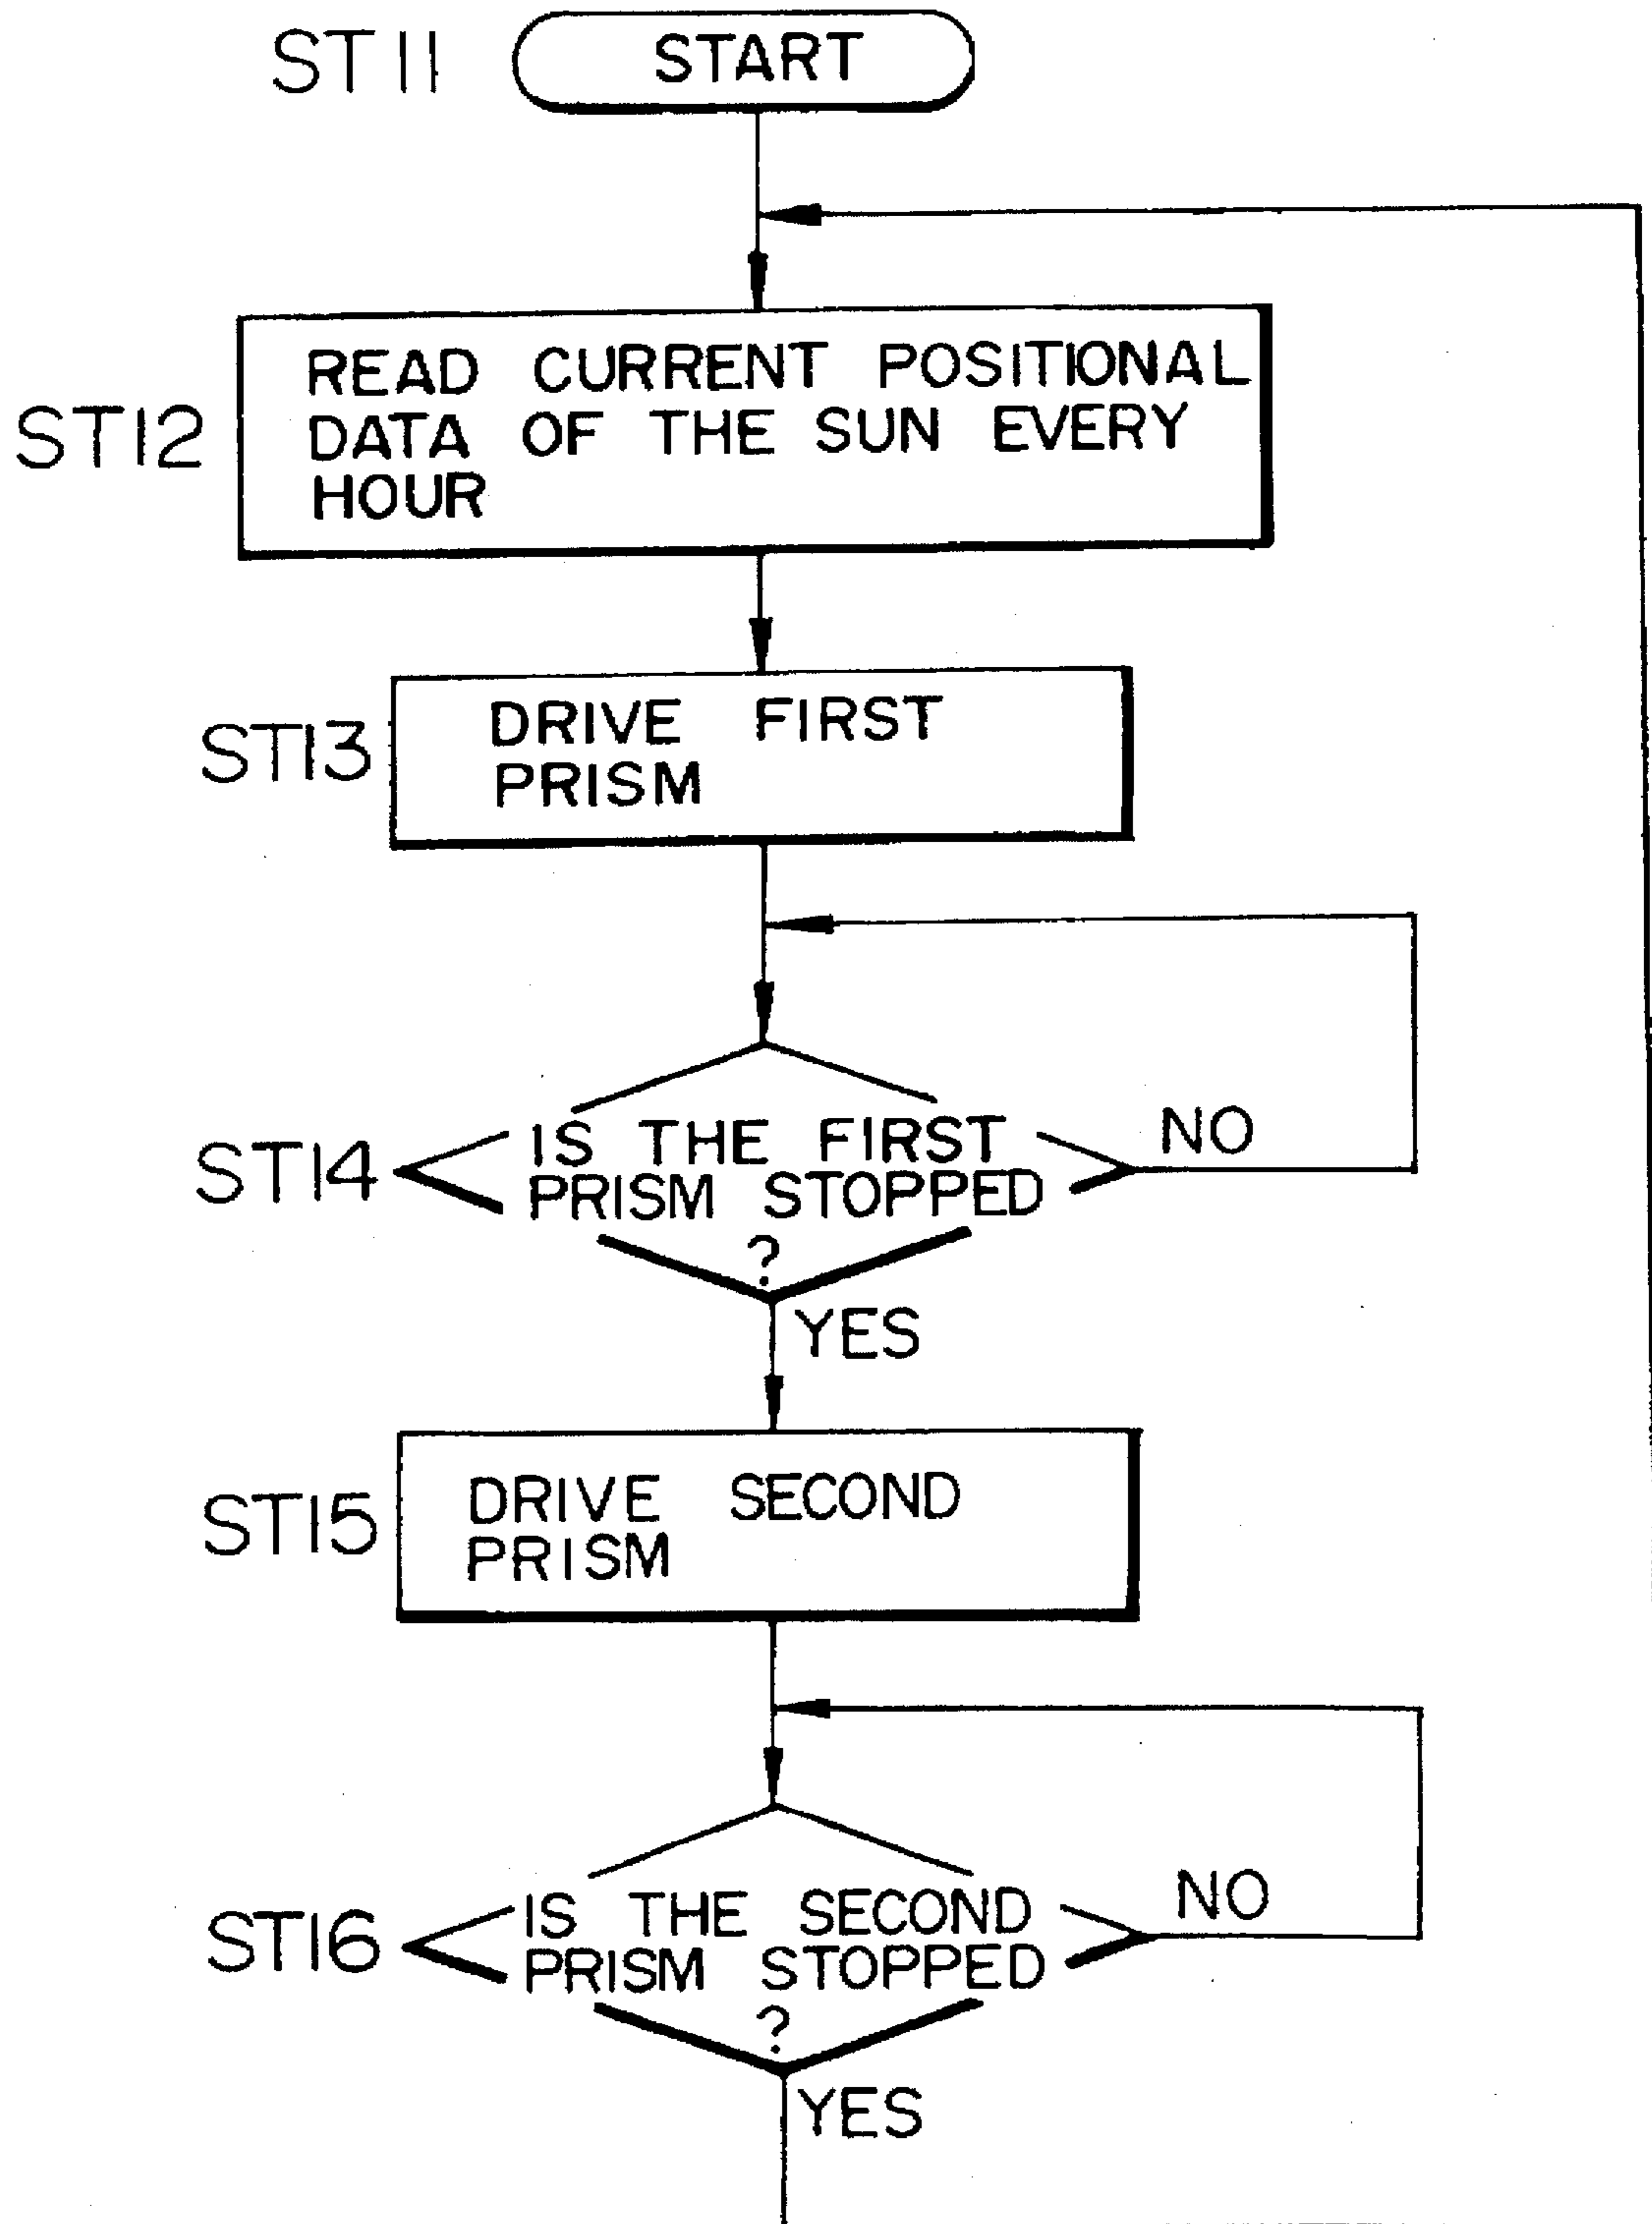 ST11
START
ST12
READ CURRENT POSITIONAL
DATA OF THE SUN EVERY
HOUR
ST13
DRIVE FIRST
PRISM
ST14
IS THE FIRST
PRISM STOPPED
?
NO
YES
ST15
DRIVE SECOND
PRISM
ST16
IS THE SECOND
PRISM STOPPED
?
NO
YES